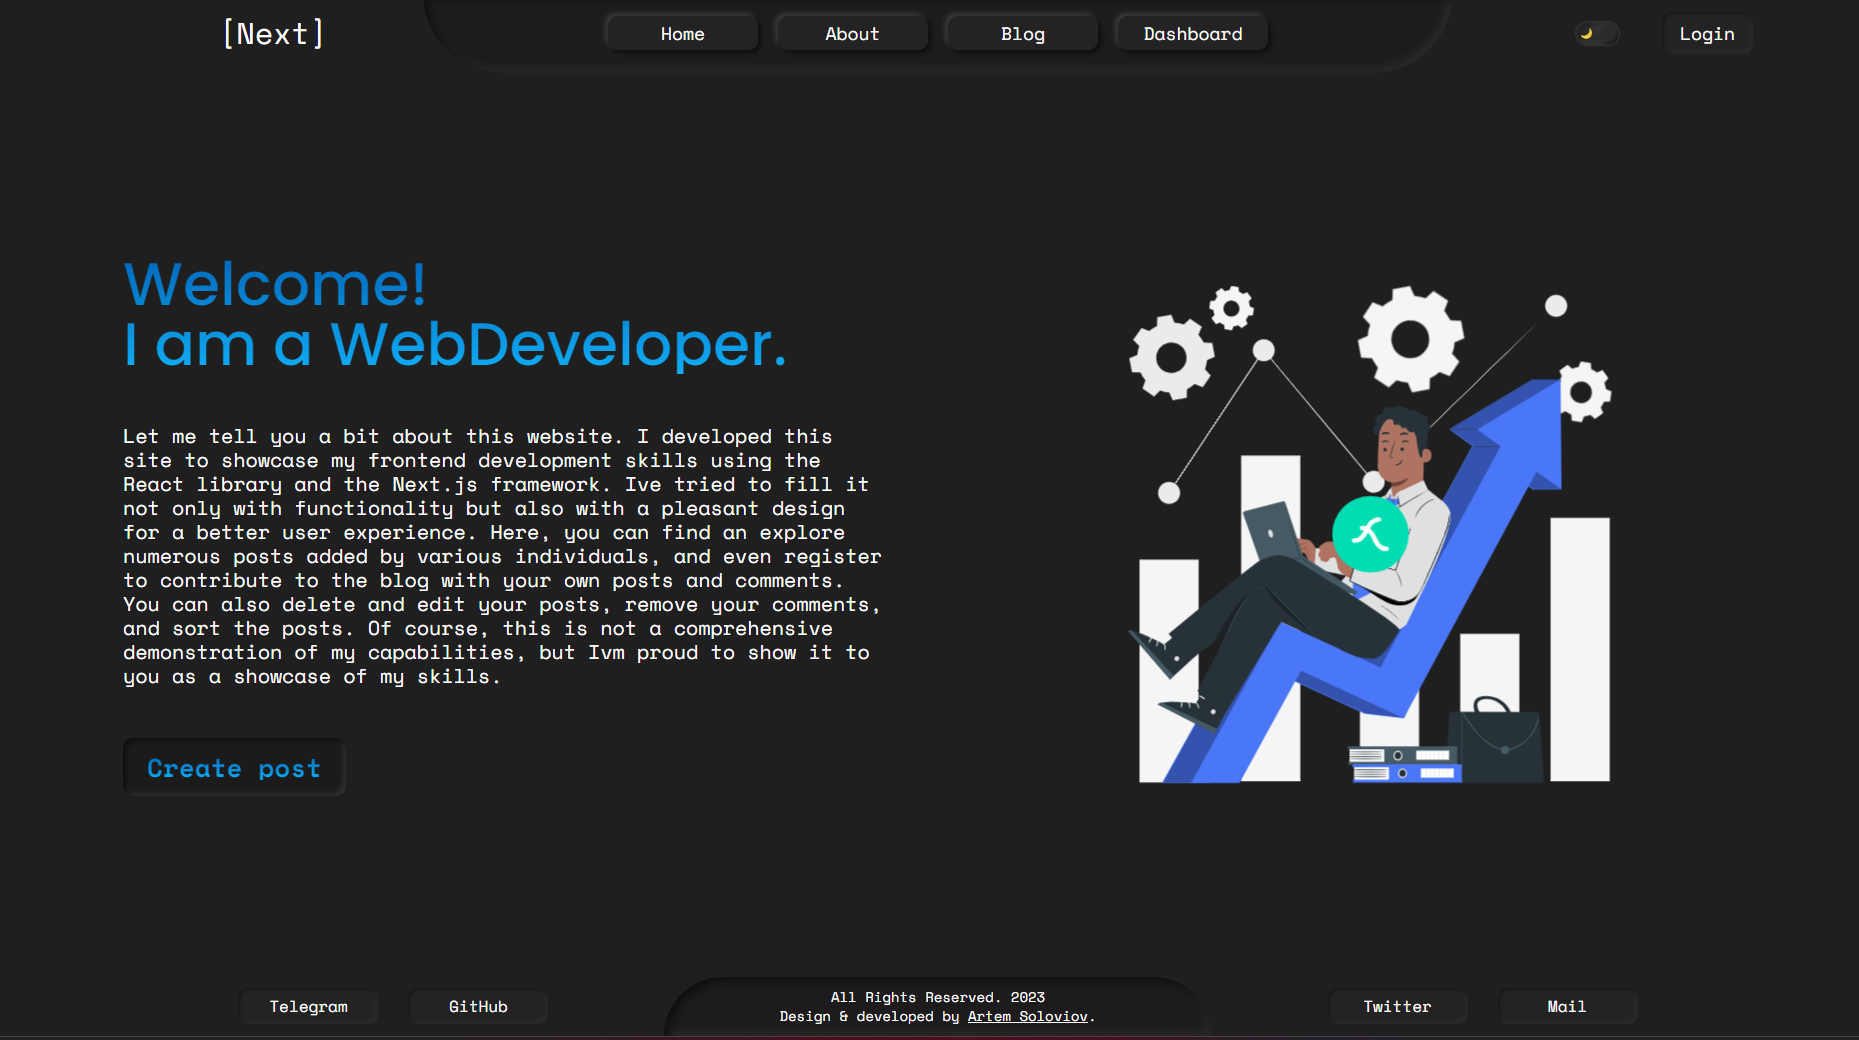 [Next]
Home
About
Blog
Dashboard
Login
Welcome!
I am a WebDeveloper.
Let me tell you a bit about this website. I developed this
site to showcase my frontend development skills using the
React library and the Next.js framework. Ive tried to fill it
not only with functionality but also with a pleasant design
for a better user experience. Here, you can find an explore
numerous posts added by various individuals, and even register
to contribute to the blog with your own posts and comments.
You can also delete and edit your posts, remove your comments,
and sort the posts. Of course, this is not a comprehensive
demonstration of my capabilities, but Ivm proud to show it to
you as a showcase of my skills.
Create post
Telegram
GitHub
All Rights Reserved. 2023
Design & developed by Artem Soloviov.
Twitter
Mail